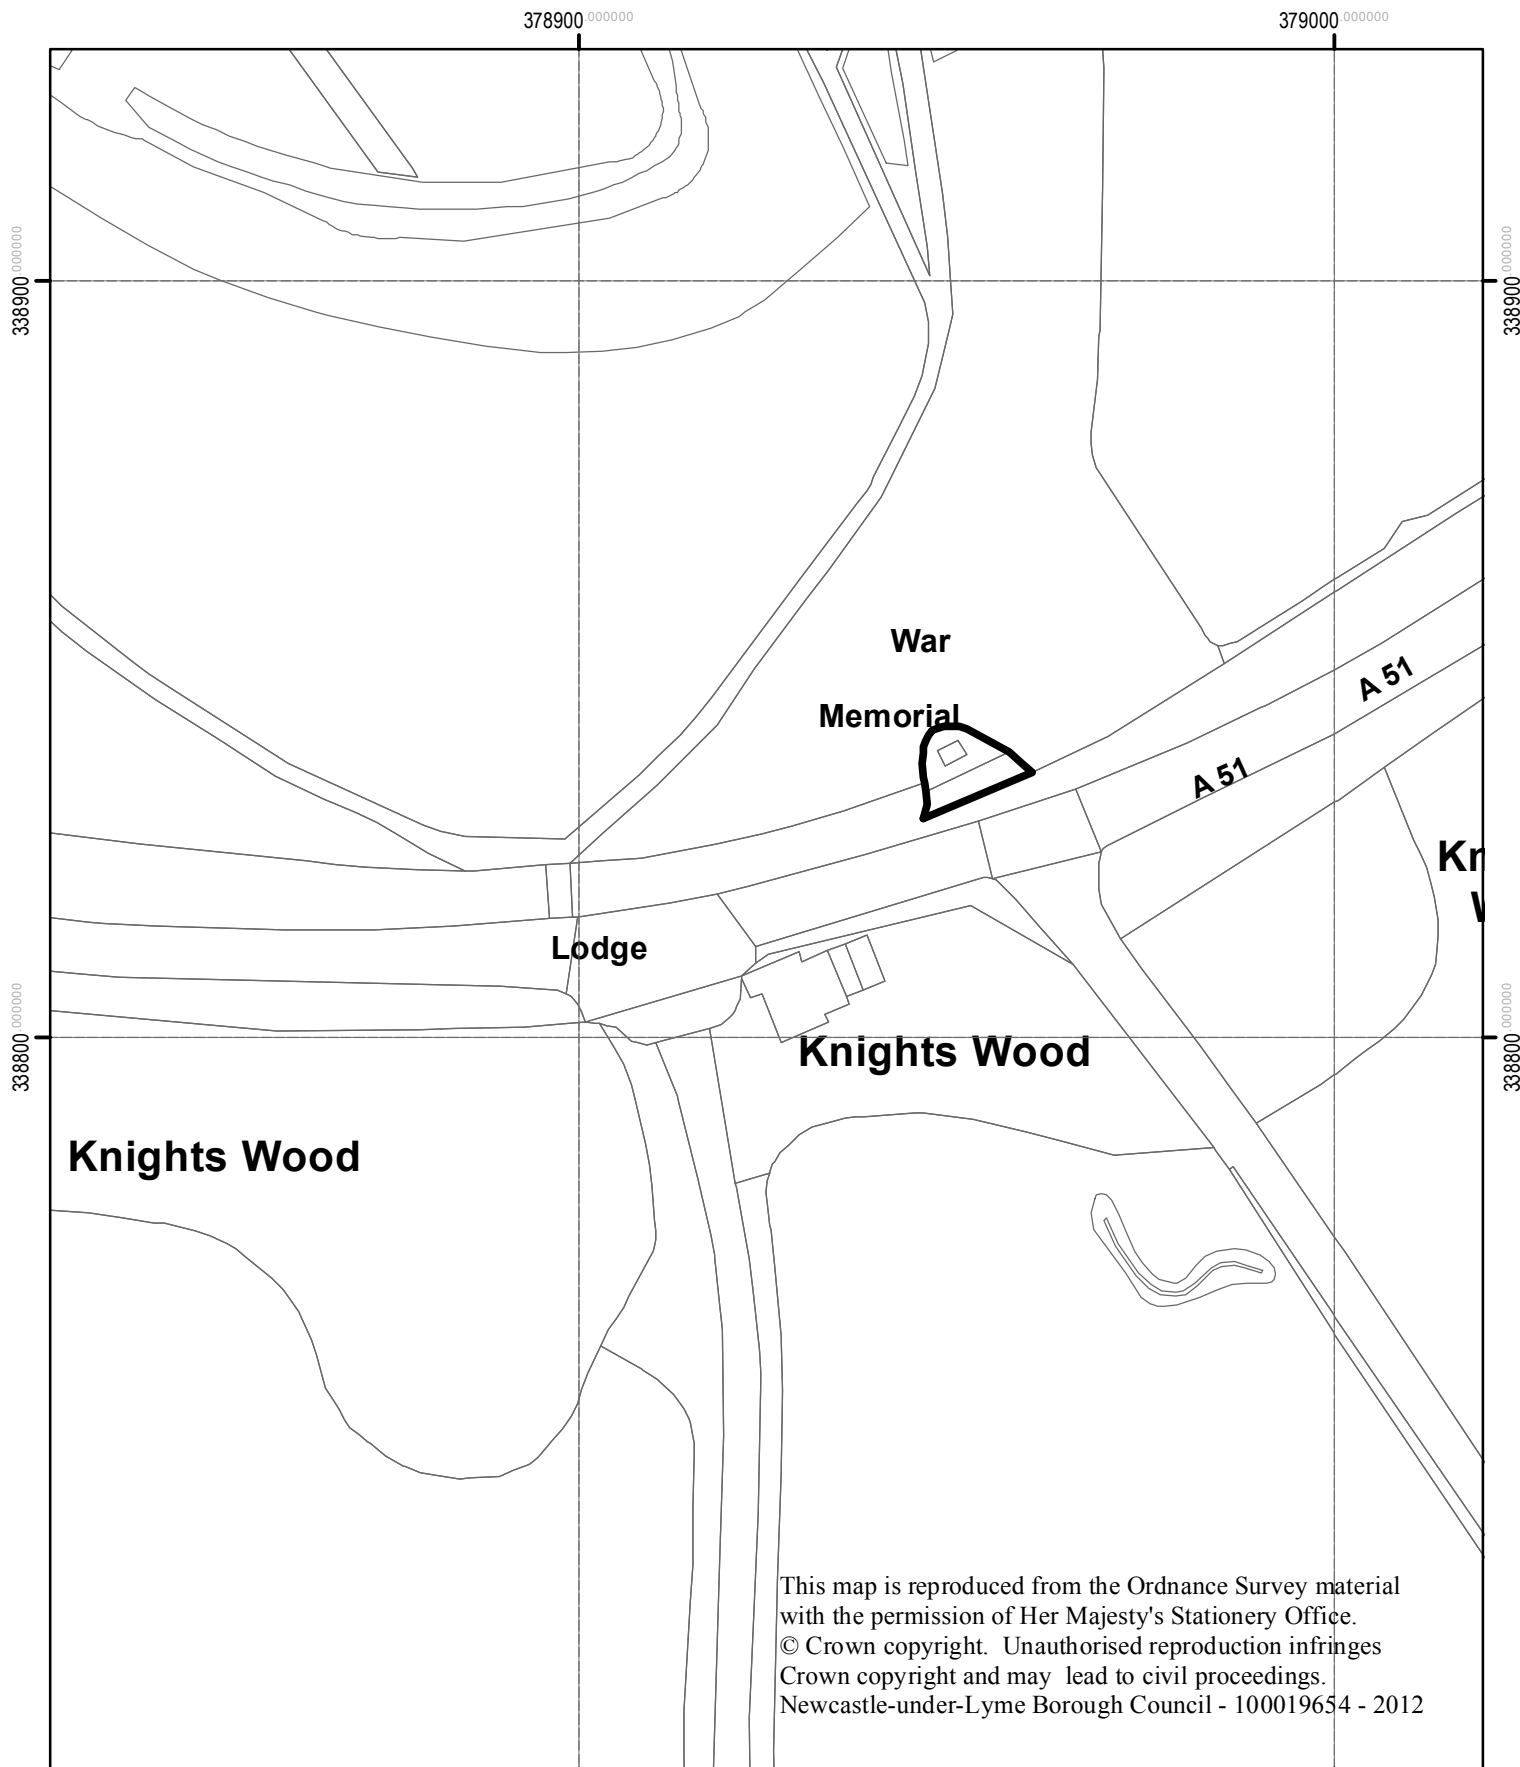 378900.000000
379000.000000
338900.000000
338900.000000
War
Memorial
A 51
A 51
Kn
Lodge
338800.000000
338800.000000
Knights Wood
Knights Wood
This map is reproduced from the Ordnance Survey material
with the permission of Her Majesty's Stationery Office.
© Crown copyright.  Unauthorised reproduction infringes
Crown copyright and may  lead to civil proceedings.
Newcastle-under-Lyme Borough Council - 100019654 - 2012